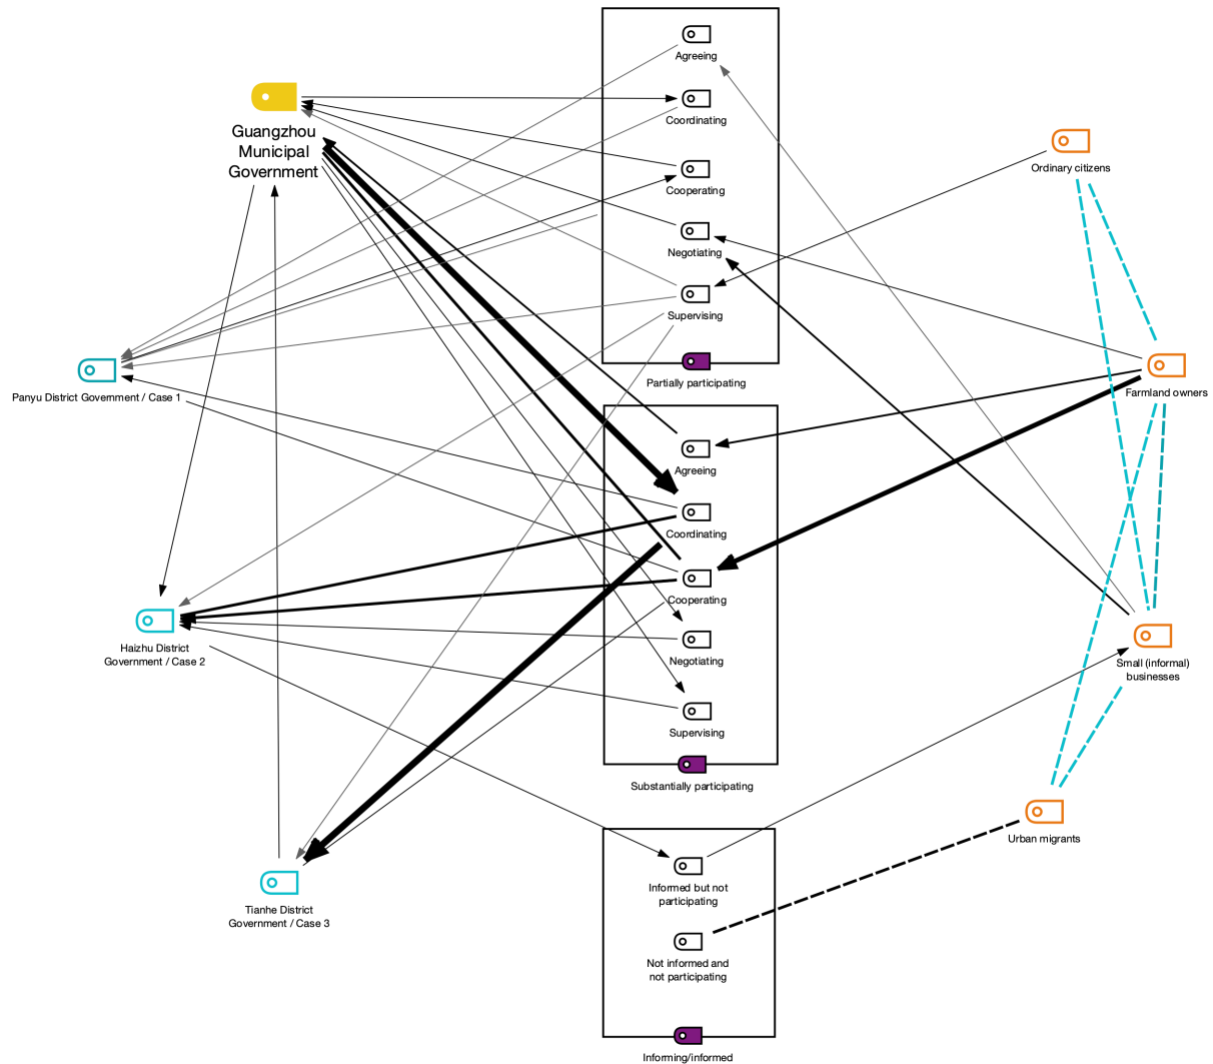 Agreeing
Coordinating
Cooperating
Negotiating
Supervising
Partially participating
Guangzhou
Municipal
Government
Ordinary citizens
Panyu District Government / Case 1
Farmland owners
Agreeing
Coordinating
Cooperating
Negotiating
Supervising
Substantially participating
Haizhu District
Government / Case 2
Small (informal)
businesses
Urban migrants
Tianhe District
Government / Case 3
Informed but not
participating
Not informed and
not participating
Informing/informed